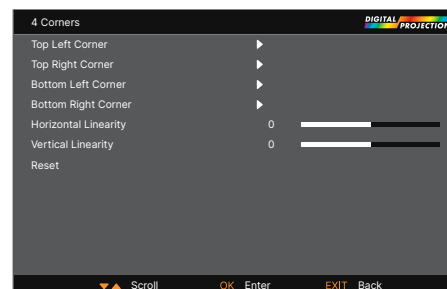 4 Corners
DIGITAL PROJECTION
Top Left Corner
Top Right Corner
Bottom Left Corner
Bottom Right Corner
Horizontal Linearity 0
Vertical Linearity 0
Reset
Scroll OK Enter EXIT Back